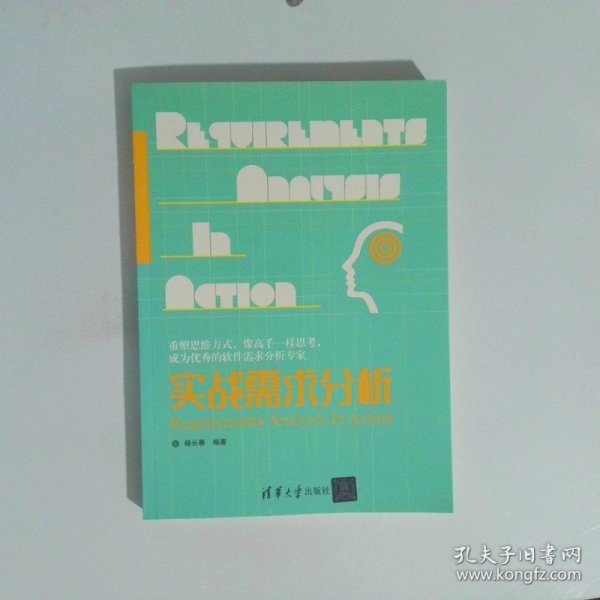 REQUIREMENTS
ANALYSIS
IN
ACTION
重塑思维方式，像高手一样思考，
成为优秀的软件需求分析专家
实战需求分析
Requirements Analysis In Action
杨长春 编著
清华大学出版社
孔夫子旧书网
www.kongfz.com